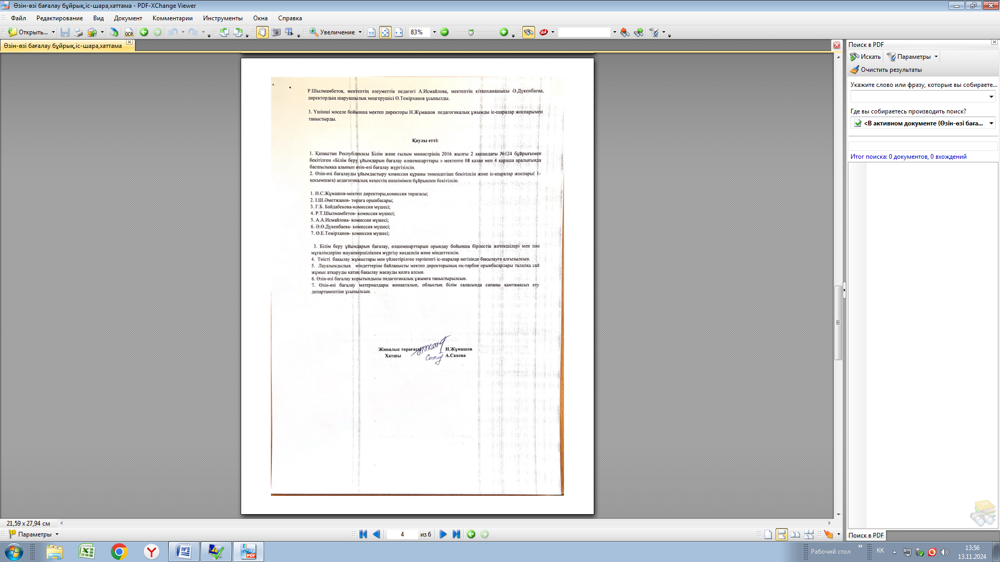 Өзін-өзі бағалау бұйрық,іс-шара,хаттама - PDF-XChange Viewer
Файл Редактирование Вид Документ Комментарии Инструменты Окна Справка
Открыть... OCR Увеличение 83% Ask
Өзін-өзі бағалау бұйрық,іс-шара,хаттама
Р.Шылмамбетов, мектептің әлеуметтік педагогі А.Исмайлова, мектептің кітапханашысы Ә.Дүкенбаева,
директордың шаруашылық меңгерушісі Ө.Темірханов ұсынылды.
3. Үшінші мәселе бойынша мектеп директоры Н.Жұмашов педагогикалық ұжымды іс-шаралар жоспарымен
таныстырды.
Қаулы етті:
1. Қазақстан Республикасы Білім және ғылым министрінің 2016 жылғы 2 ақпандағы №124 бұйрығымен
бекітілген «Білім беру ұйымдарын бағалау өлшемшарттары » мектепте 08 қазан мен 4 қараша аралығында
басшылыққа алынып өзін-өзі бағалау жүргізілсін.
2. Өзін-өзі бағалауды ұйымдастыру комиссия құрамы төмендегіше бекітілсін және іс-шаралар жоспары( 1-
қосымшаға) аедагогикалық кеңестің шешімімен бұйрықпен бекітілсін.
1. Н.С.Жұмашов-мектеп директоры,комиссия төрағасы;
2. І.Ш.Әметжанов- төраға орынбасары;
3. Г.Б. Байдабекова-комиссия мүшесі;
4. Р.Т.Шылмамбетов- комиссия мүшесі;
5. А.А.Исмайлова- комиссия мүшесі;
6. Ә.Ө.Дүкенбаева- комиссия мүшесі;
7. Ө.Е.Темірханов- комиссия мүшесі;
3. Білім беру ұйымдарын бағалау, өлшемшарттарын орындау бойынша бірлестік жетекшілері мен пән
мұғалімдеріне жауапкершілікпен жүргізу көзделсін және міндеттелсін.
4. Тиісті бақылау жұмыстары мен үйлестірілген тәртіптегі іс-шаралар негізінде бақылауға алғызылсын.
5. Лауазымдылық міндеттеріне байланысты мектеп директорының оқ-тәрбие орынбасарлары талапқа сай
жұмыс атқаруды қатаң бақылау жасауды қолға алсын.
6. Өзін-өзі бағалау қорытындысы педагогикалық ұжымға таныстырылсын.
7. Өзін-өзі бағалау материалдары жинақталып, облыстық білім саласында сапаны қамтамасыз ету
департаментіне ұсынылсын.
Жиналыс төрағасы Н.Жұмашов
Хатшы А.Сахова
Поиск в PDF
Искать Параметры
Очистить результаты
Укажите слово или фразу, которые вы собираете...
Где вы собираетесь производить поиск?
<В активном документе (Өзін-өзі баға...
Итог поиска: 0 документов, 0 вхождений
Поиск в PDF
21,59 x 27,94 см
Параметры 4 из 6
PDF Рабочий стол KK 13:56
13.11.2024